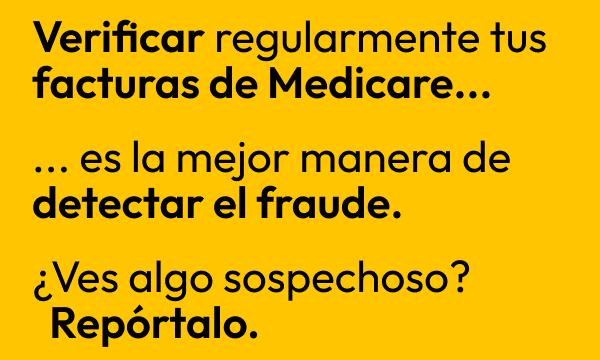 Verificar regularmente tus
facturas de Medicare...
... es la mejor manera de
detectar el fraude.
¿Ves algo sospechoso?
Repórtalo.